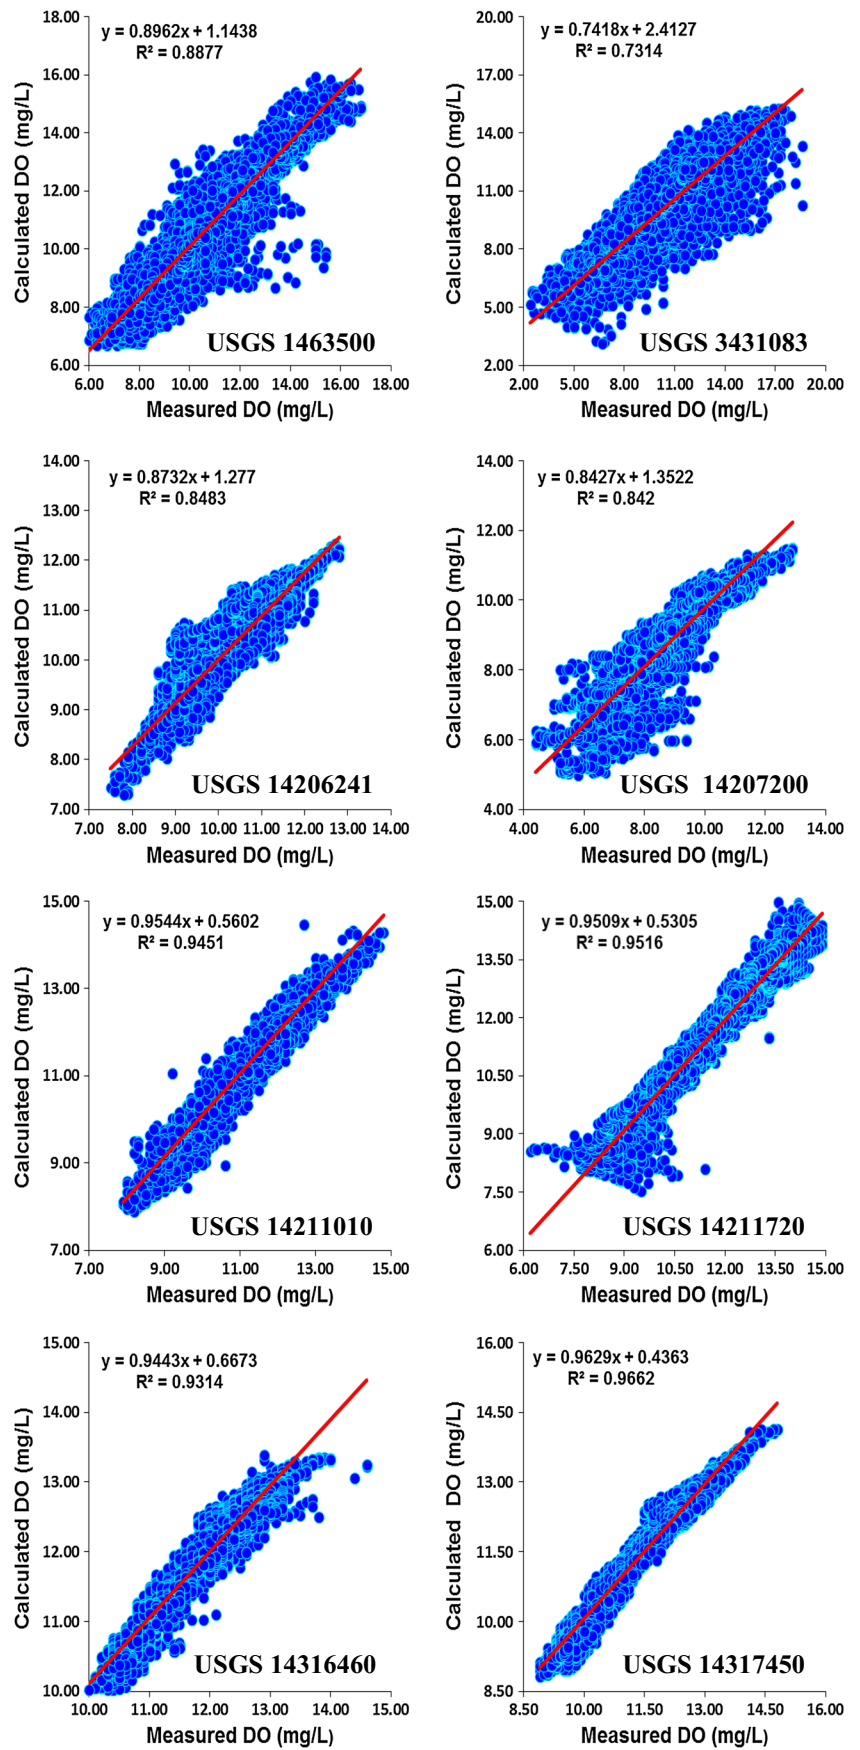 y = 0.8962x + 1.1438
R² = 0.8877
Calculated DO (mg/L)
18.00
16.00
14.00
12.00
10.00
8.00
6.00
USGS 1463500
6.00 8.00 10.00 12.00 14.00 16.00 18.00
Measured DO (mg/L)
y = 0.7418x + 2.4127
R² = 0.7314
Calculated DO (mg/L)
20.00
17.00
14.00
11.00
8.00
5.00
2.00
USGS 3431083
2.00 5.00 8.00 11.00 14.00 17.00 20.00
Measured DO (mg/L)
y = 0.8732x + 1.277
R² = 0.8483
Calculated DO (mg/L)
14.00
13.00
12.00
11.00
10.00
9.00
8.00
7.00
USGS 14206241
7.00 8.00 9.00 10.00 11.00 12.00 13.00 14.00
Measured DO (mg/L)
y = 0.8427x + 1.3522
R² = 0.842
Calculated DO (mg/L)
14.00
12.00
10.00
8.00
6.00
4.00
USGS 14207200
4.00 6.00 8.00 10.00 12.00 14.00
Measured DO (mg/L)
y = 0.9544x + 0.5602
R² = 0.9451
Calculated DO (mg/L)
15.00
13.00
11.00
9.00
7.00
USGS 14211010
7.00 9.00 11.00 13.00 15.00
Measured DO (mg/L)
y = 0.9509x + 0.5305
R² = 0.9516
Calculated DO (mg/L)
15.00
13.50
12.00
10.50
9.00
7.50
6.00
USGS 14211720
6.00 7.50 9.00 10.50 12.00 13.50 15.00
Measured DO (mg/L)
y = 0.9443x + 0.6673
R² = 0.9314
Calculated DO (mg/L)
15.00
14.00
13.00
12.00
11.00
10.00
USGS 14316460
10.00 11.00 12.00 13.00 14.00 15.00
Measured DO (mg/L)
y = 0.9629x + 0.4363
R² = 0.9662
Calculated DO (mg/L)
16.00
14.50
13.00
11.50
10.00
8.50
USGS 14317450
8.50 10.00 11.50 13.00 14.50 16.00
Measured DO (mg/L)